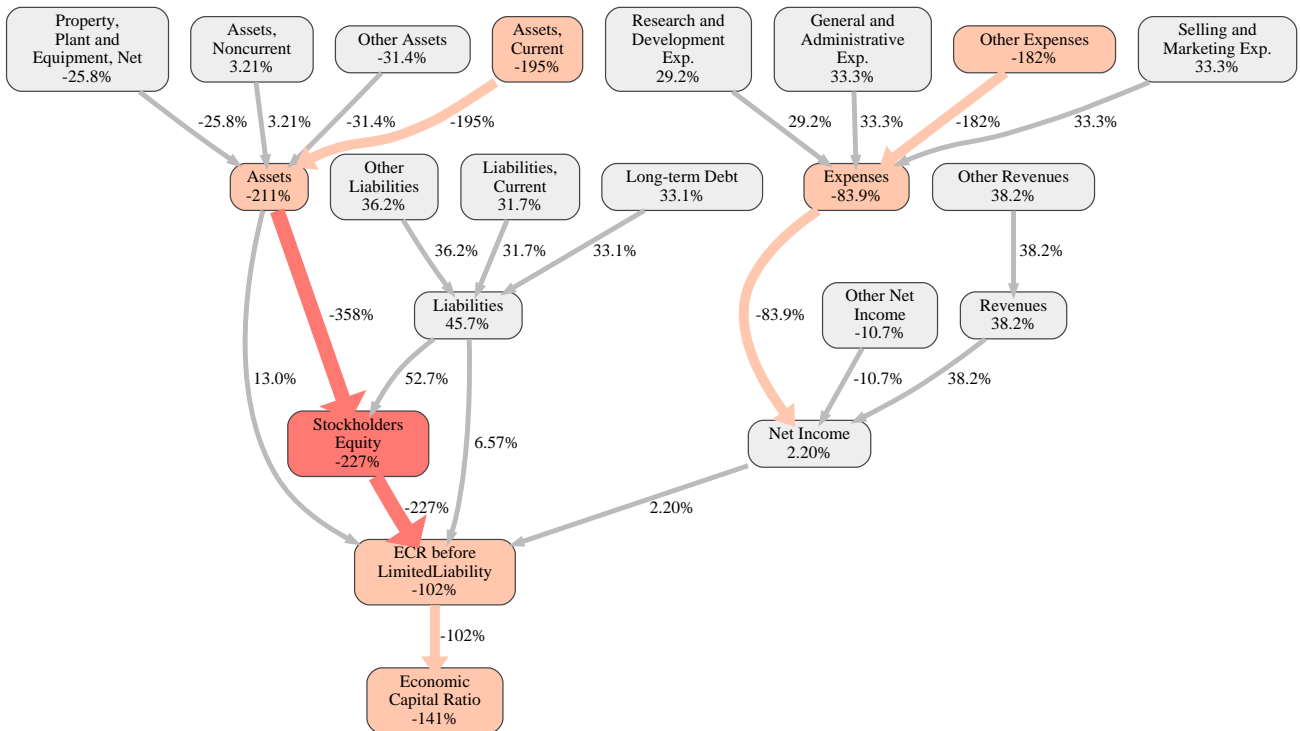 Property,
Plant and
Equipment, Net
-25.8%
Assets,
Noncurrent
3.21%
Other Assets
-31.4%
Assets,
Current
-195%
Research and
Development
Exp.
29.2%
General and
Administrative
Exp.
33.3%
Other Expenses
-182%
Selling and
Marketing Exp.
33.3%
-25.8%
3.21%
-31.4%
-195%
29.2%
33.3%
-182%
33.3%
Assets
-211%
Other
Liabilities
36.2%
Liabilities,
Current
31.7%
Long-term Debt
33.1%
Expenses
-83.9%
Other Revenues
38.2%
36.2%
31.7%
33.1%
38.2%
-358%
Liabilities
45.7%
-83.9%
Other Net
Income
-10.7%
Revenues
38.2%
13.0%
52.7%
-10.7%
38.2%
Stockholders
Equity
-227%
6.57%
Net Income
2.20%
-227%
2.20%
ECR before
LimitedLiability
-102%
-102%
Economic
Capital Ratio
-141%